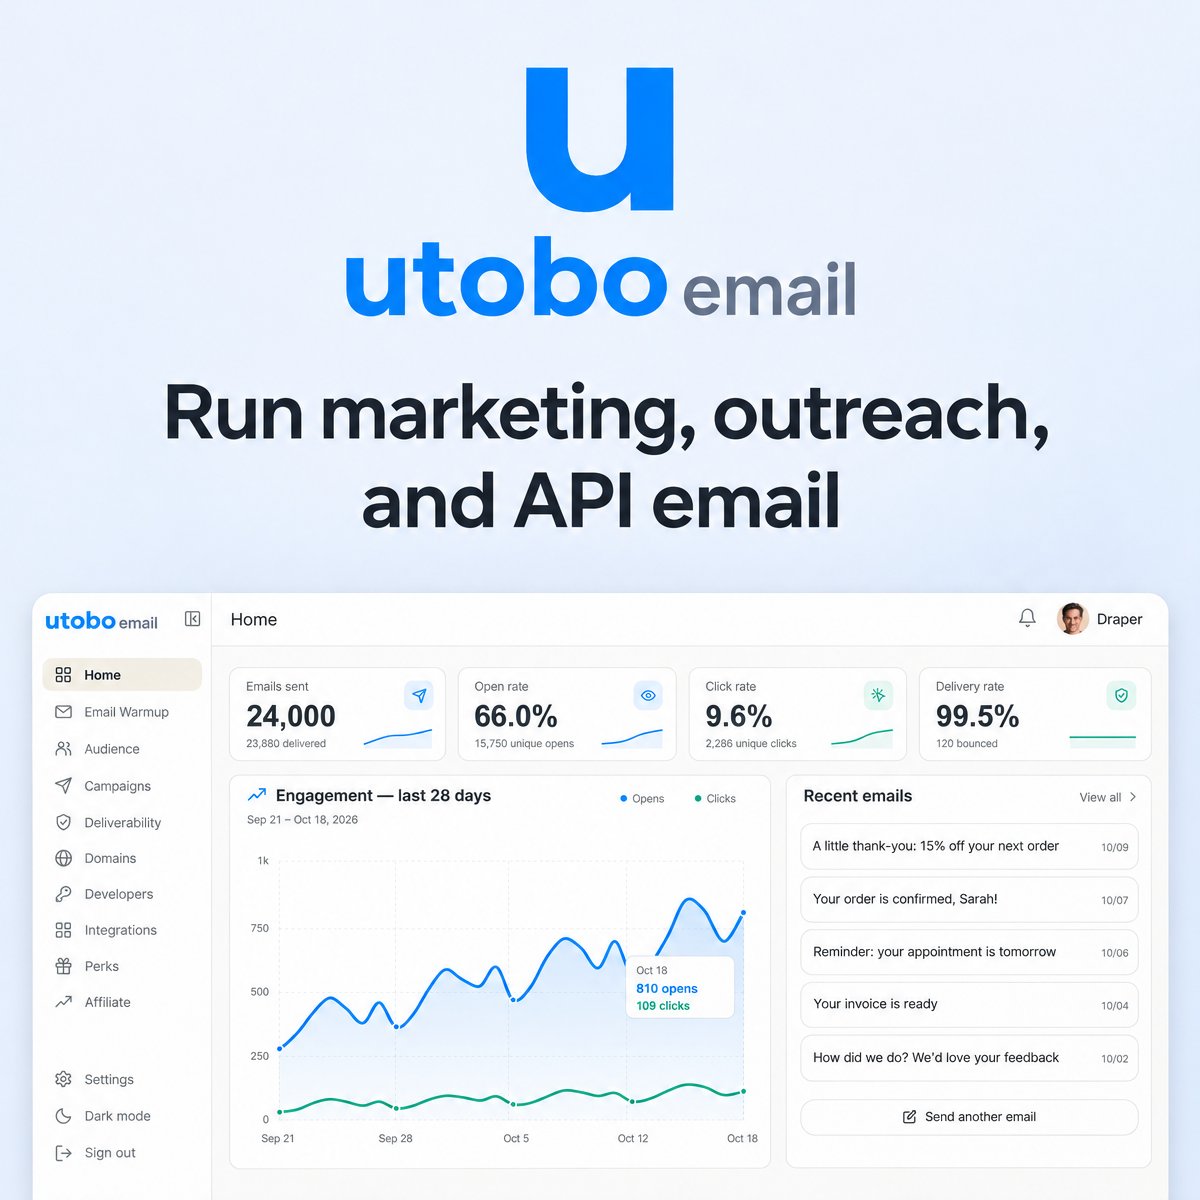 u
utobo email
Run marketing, outreach,
and API email
utobo email
Home
Email Warmup
Audience
Campaigns
Deliverability
Domains
Developers
Integrations
Perks
Affiliate
Settings
Dark mode
Sign out
Home
Draper
Emails sent
24,000
23,880 delivered
Open rate
66.0%
15,750 unique opens
Click rate
9.6%
2,286 unique clicks
Delivery rate
99.5%
120 bounced
Engagement — last 28 days
Opens
Clicks
Sep 21 – Oct 18, 2026
1k
750
500
250
0
Sep 21
Sep 28
Oct 5
Oct 12
Oct 18
Oct 18
810 opens
109 clicks
Recent emails
View all
A little thank-you: 15% off your next order 10/09
Your order is confirmed, Sarah! 10/07
Reminder: your appointment is tomorrow 10/06
Your invoice is ready 10/04
How did we do? We'd love your feedback 10/02
Send another email